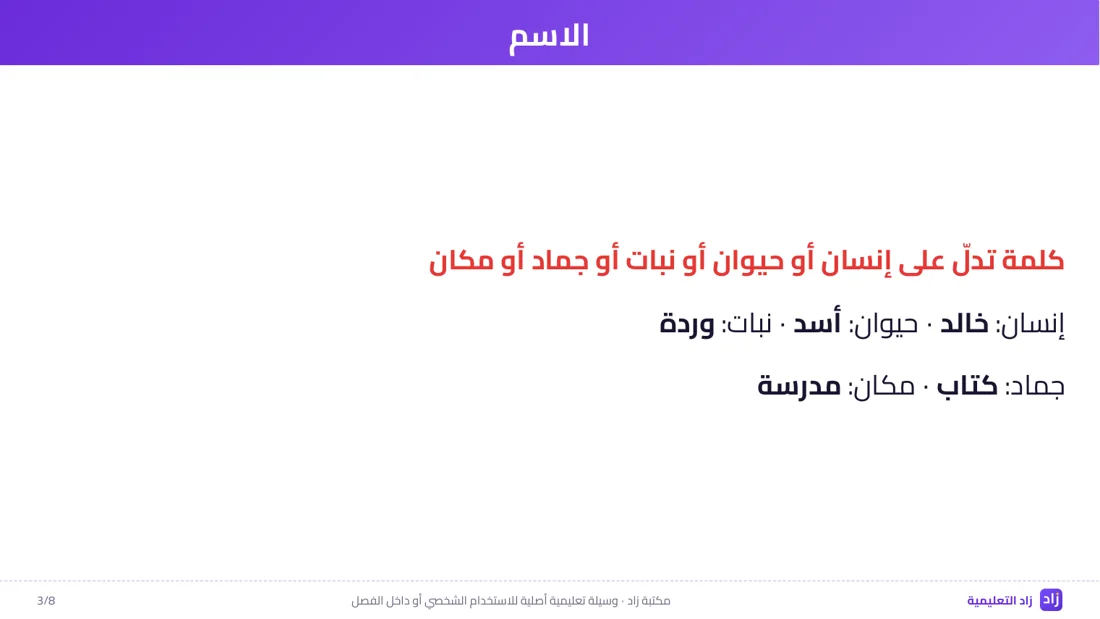 الاسم
كلمة تدلّ على إنسان أو حيوان أو نبات أو جماد أو مكان
إنسان: خالد · حيوان: أسد · نبات: وردة
جماد: كتاب · مكان: مدرسة
زاد زاد التعليمية
مكتبة زاد · وسيلة تعليمية أصلية للاستخدام الشخصي أو داخل الفصل
3/8